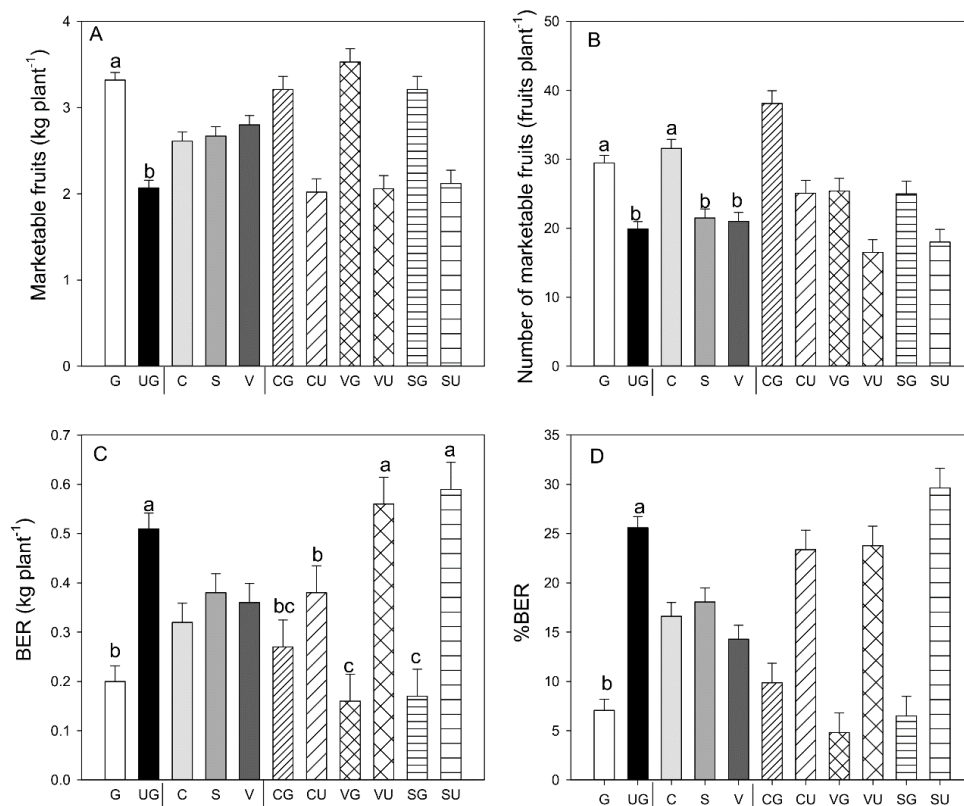 A
Marketable fruits (kg plant⁻¹)
4
3
2
1
0
a
b
G UG C S V CG CU VG VU SG SU
B
Number of marketable fruits (fruits plant⁻¹)
50
40
30
20
10
0
a
b
a
b
b
G UG C S V CG CU VG VU SG SU
C
BER (kg plant⁻¹)
0.7
0.6
0.5
0.4
0.3
0.2
0.1
0.0
b
a
bc
b
c
a
c
a
G UG C S V CG CU VG VU SG SU
D
%BER
35
30
25
20
15
10
5
0
b
a
G UG C S V CG CU VG VU SG SU